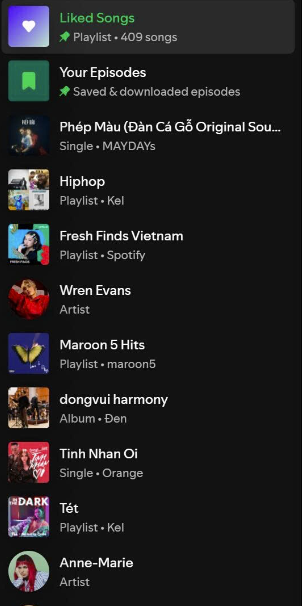 Liked Songs
Playlist • 409 songs
Your Episodes
Saved & downloaded episodes
Phép Màu (Đàn Cá Gỗ Original Sou...
Single • MAYDAYs
Hiphop
Playlist • Kel
Fresh Finds Vietnam
Playlist • Spotify
Wren Evans
Artist
Maroon 5 Hits
Playlist • maroon5
dongvui harmony
Album • Đen
Tinh Nhan Oi
Single • Orange
DARK
Tét
Playlist • Kel
Anne-Marie
Artist